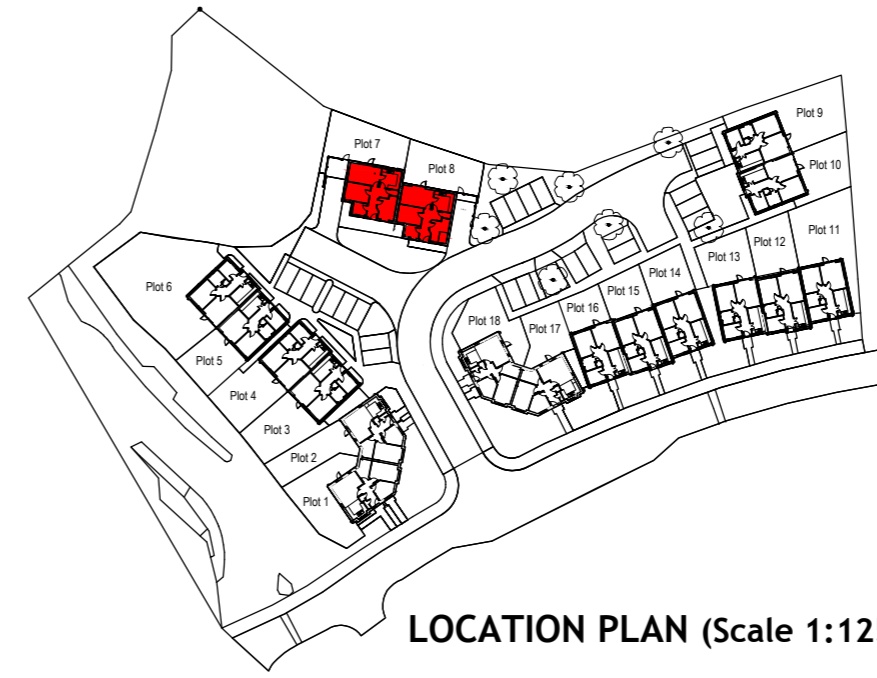 Plot 9
Plot 7
Plot 8
Plot 10
Plot 11
Plot 12
Plot 13
Plot 14
Plot 15
Plot 16
Plot 17
Plot 18
Plot 6
Plot 5
Plot 4
Plot 3
Plot 2
Plot 1
LOCATION PLAN (Scale 1:12